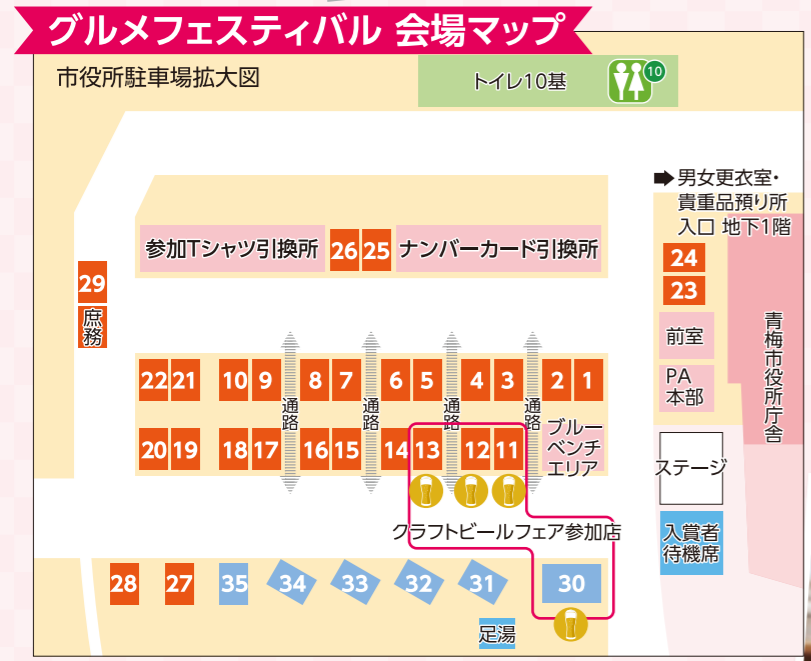 グルメフェスティバル 会場マップ
市役所駐車場拡大図
トイレ10基
10
➡男女更衣室・
貴重品預り所
入口 地下1階
参加Tシャツ引換所
26 25
ナンバーカード引換所
24
23
29
庶務
前室
PA
本部
青梅市役所庁舎
22 21 10 9 8 7 6 5 4 3 2 1
通路 通路 通路 通路
20 19 18 17 16 15 14 13 12 11
ブルー
ベンチ
エリア
ステージ
クラフトビールフェア参加店
入賞者
待機席
28 27 35 34 33 32 31 30
足湯